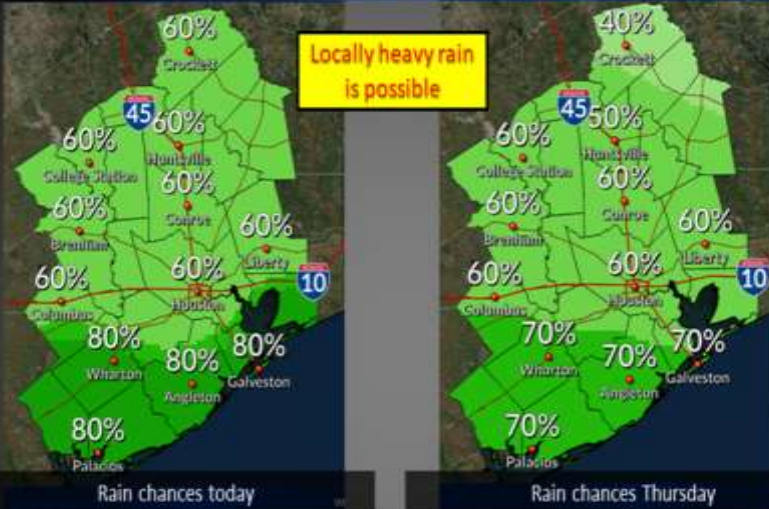 60%
Crockett
INTERSTATE
45
60%
Huntsville
60%
College Station
60%
Conroe
60%
Brenham
60%
Liberty
60%
Houston
60%
Columbus
10
80%
Wharton
80%
Angleton
80%
Galveston
80%
Palacios
Rain chances today
Locally heavy rain
is possible
40%
Crockett
45
50%
Huntsville
60%
College Station
60%
Conroe
60%
Brenham
60%
Liberty
60%
Houston
60%
Columbus
10
70%
Wharton
70%
Angleton
70%
Galveston
70%
Palacios
Rain chances Thursday